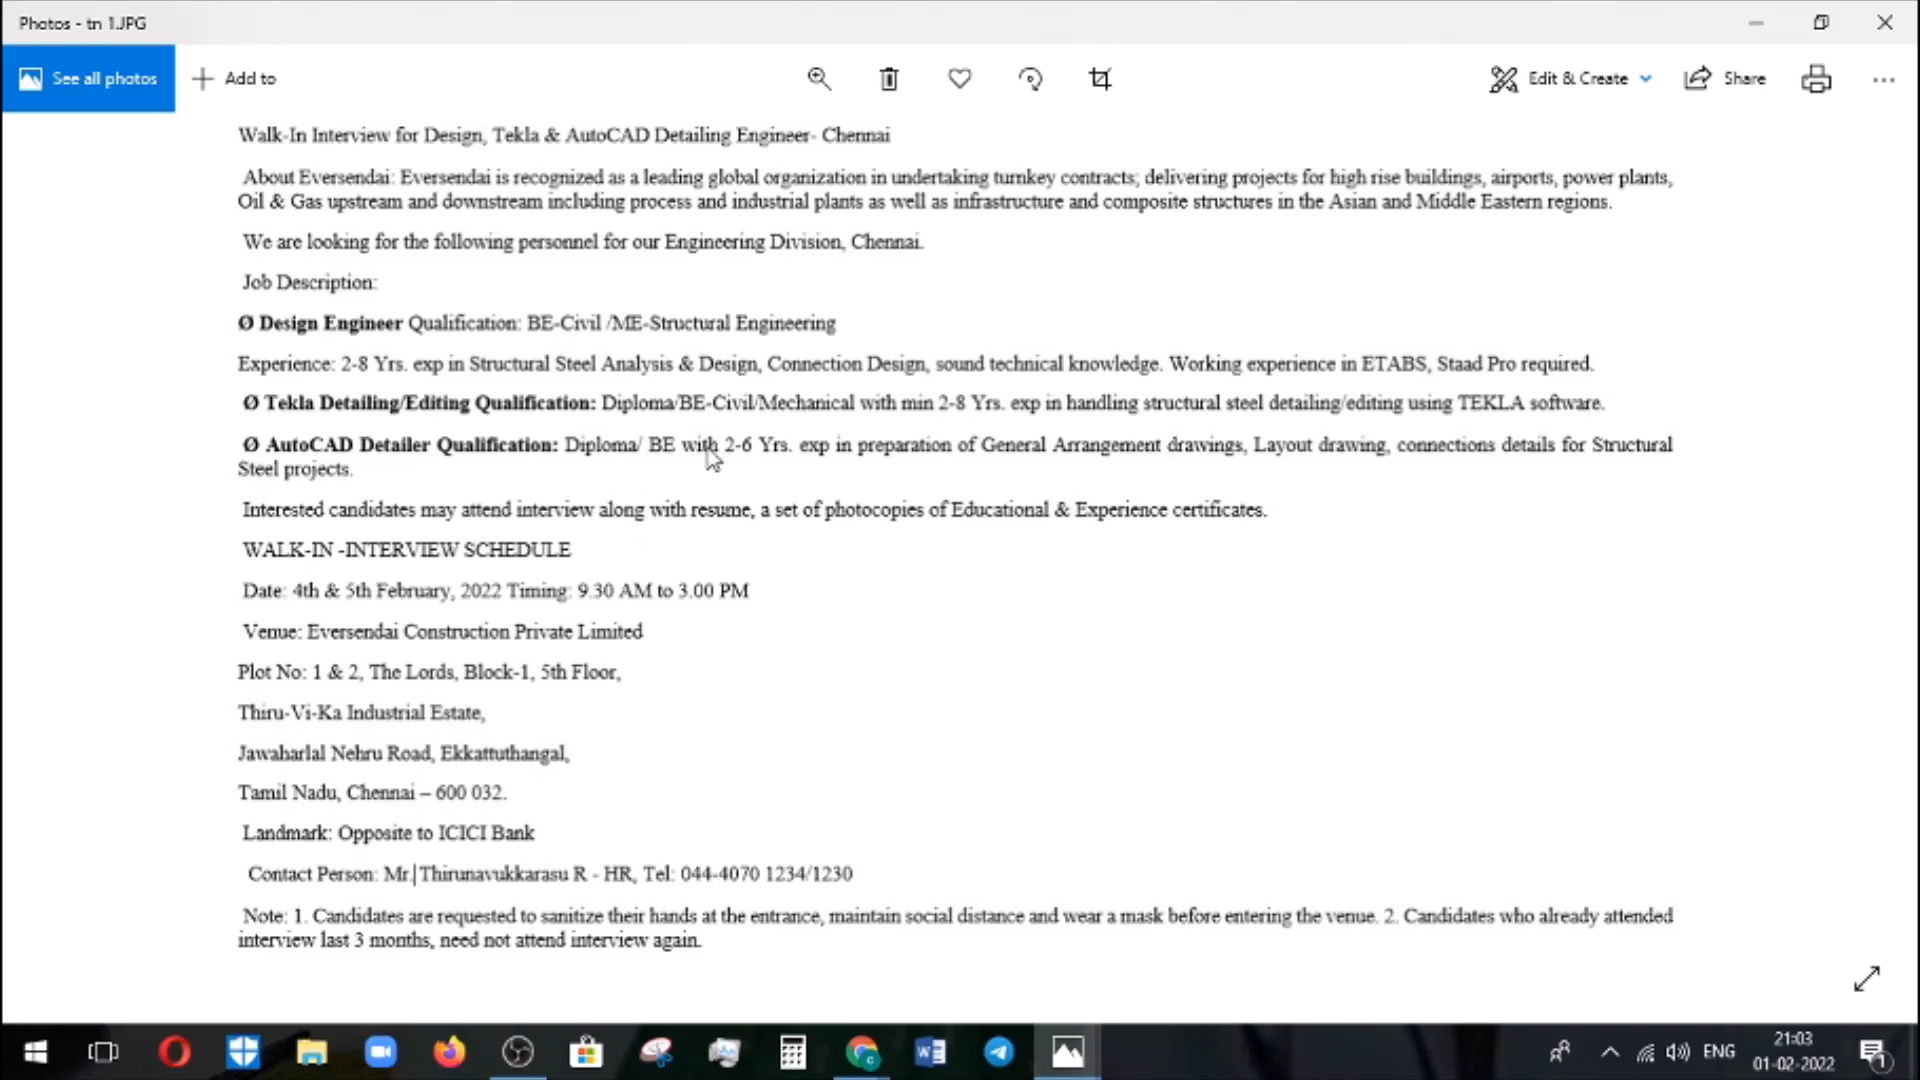 Photos - tn 1.JPG
See all photos
Add to
Edit & Create
Share
Walk-In Interview for Design, Tekla & AutoCAD Detailing Engineer- Chennai
About Eversendai: Eversendai is recognized as a leading global organization in undertaking turnkey contracts; delivering projects for high rise buildings, airports, power plants,
Oil & Gas upstream and downstream including process and industrial plants as well as infrastructure and composite structures in the Asian and Middle Eastern regions.
We are looking for the following personnel for our Engineering Division, Chennai.
Job Description:
Ø Design Engineer Qualification: BE-Civil /ME-Structural Engineering
Experience: 2-8 Yrs. exp in Structural Steel Analysis & Design, Connection Design, sound technical knowledge. Working experience in ETABS, Staad Pro required.
Ø Tekla Detailing/Editing Qualification: Diploma/BE-Civil/Mechanical with min 2-8 Yrs. exp in handling structural steel detailing/editing using TEKLA software.
Ø AutoCAD Detailer Qualification: Diploma/ BE with 2-6 Yrs. exp in preparation of General Arrangement drawings, Layout drawing, connections details for Structural
Steel projects.
Interested candidates may attend interview along with resume, a set of photocopies of Educational & Experience certificates.
WALK-IN -INTERVIEW SCHEDULE
Date: 4th & 5th February, 2022 Timing: 9.30 AM to 3.00 PM
Venue: Eversendai Construction Private Limited
Plot No: 1 & 2, The Lords, Block-1, 5th Floor,
Thiru-Vi-Ka Industrial Estate,
Jawaharlal Nehru Road, Ekkattuthangal,
Tamil Nadu, Chennai – 600 032.
Landmark: Opposite to ICICI Bank
Contact Person: Mr. Thirunavukkarasu R - HR, Tel: 044-4070 1234/1230
Note: 1. Candidates are requested to sanitize their hands at the entrance, maintain social distance and wear a mask before entering the venue. 2. Candidates who already attended
interview last 3 months, need not attend interview again.
ENG
21:03
01-02-2022
1